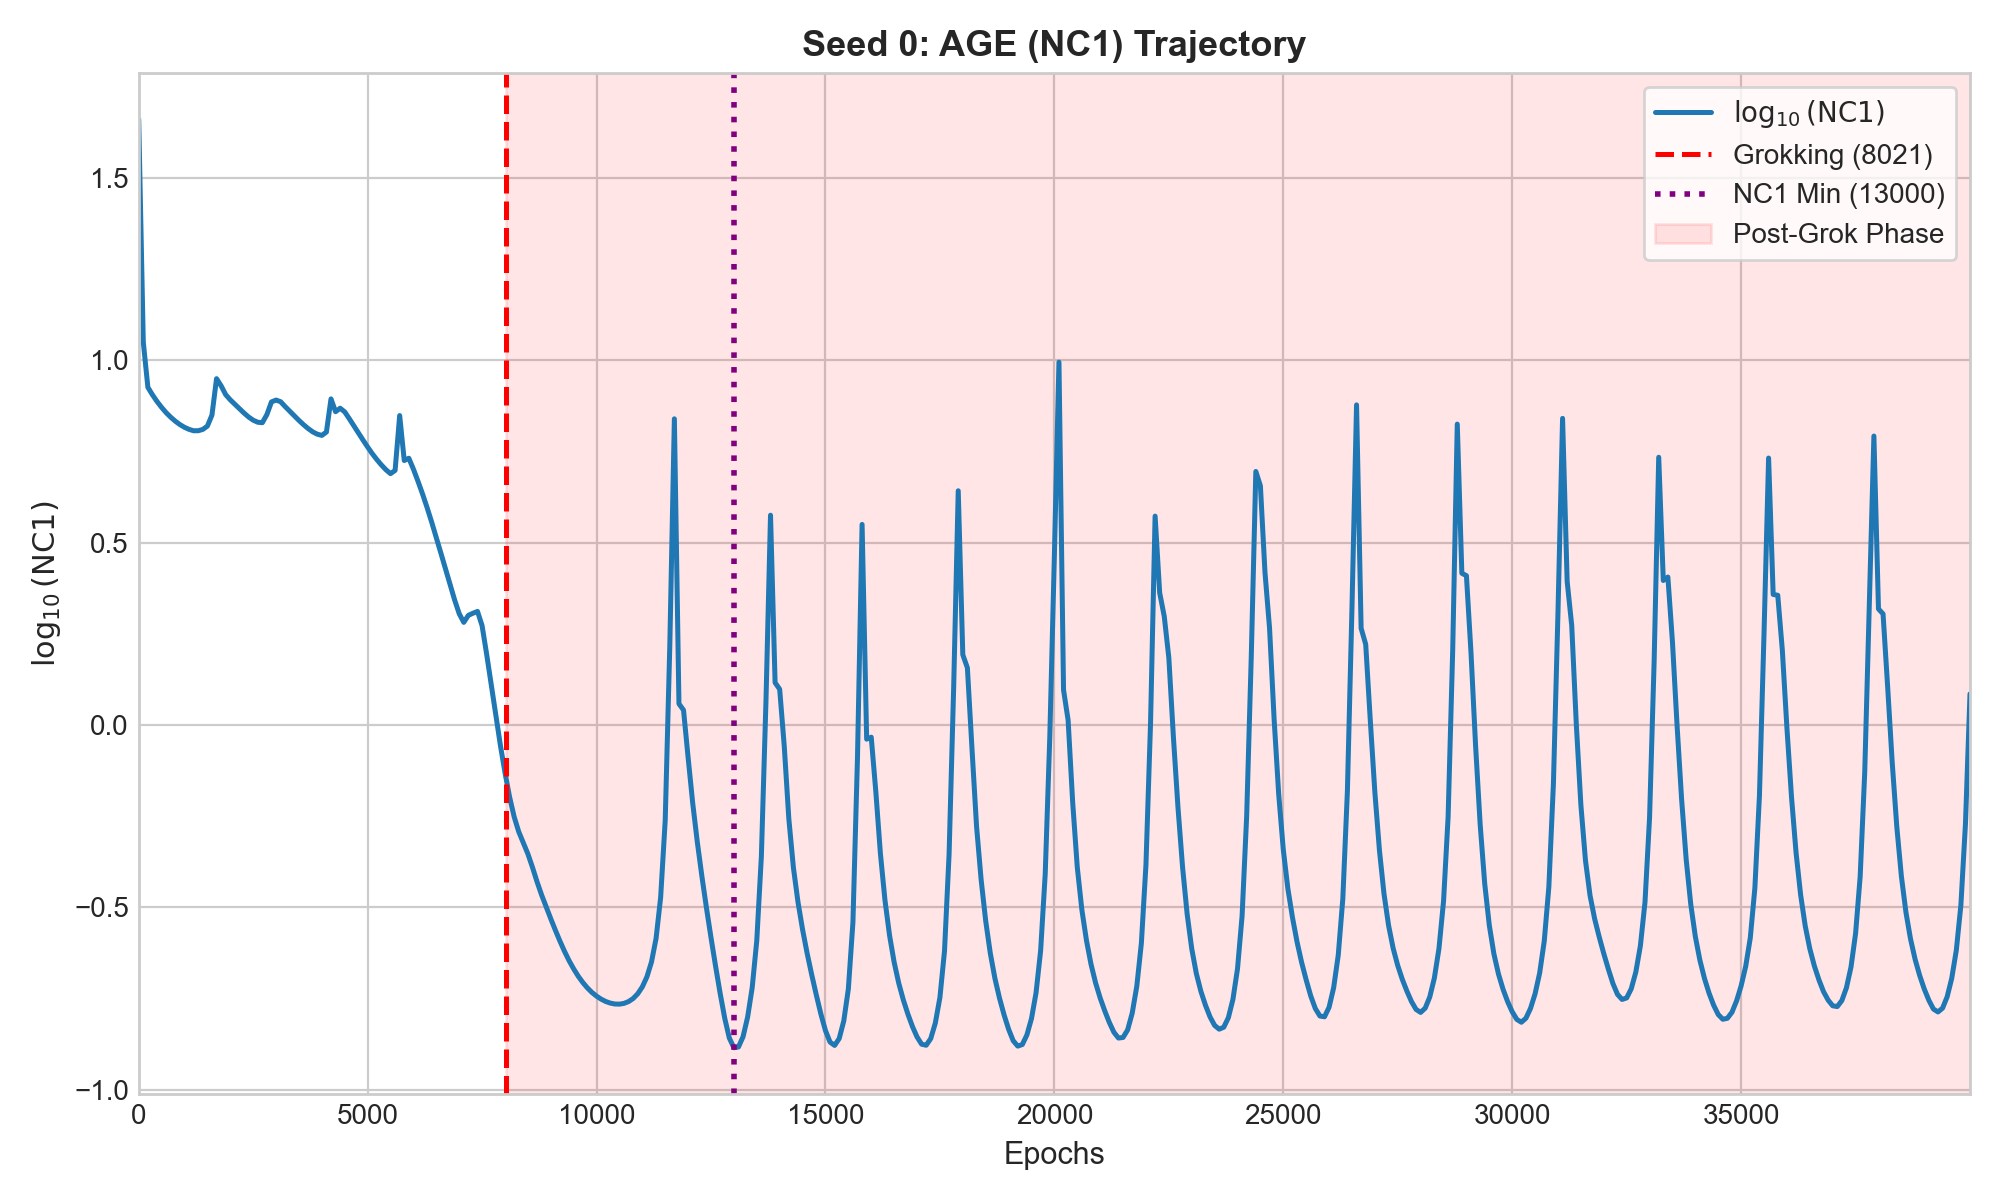 Seed 0: AGE (NC1) Trajectory
log₁₀ (NC1)
Grokking (8021)
NC1 Min (13000)
Post-Grok Phase
1.5
1.0
0.5
0.0
−0.5
−1.0
log₁₀ (NC1)
0 5000 10000 15000 20000 25000 30000 35000
Epochs